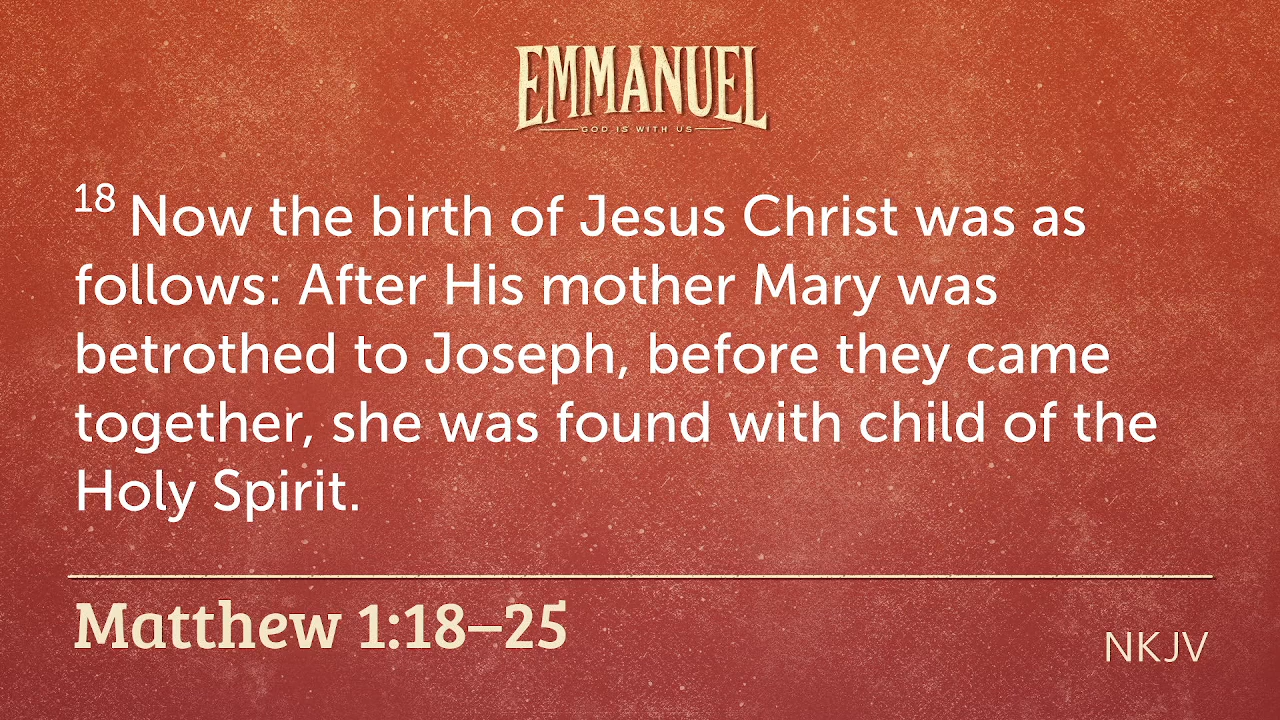 EMMANUEL
GOD IS WITH US
18 Now the birth of Jesus Christ was as
follows: After His mother Mary was
betrothed to Joseph, before they came
together, she was found with child of the
Holy Spirit.
Matthew 1:18–25
NKJV